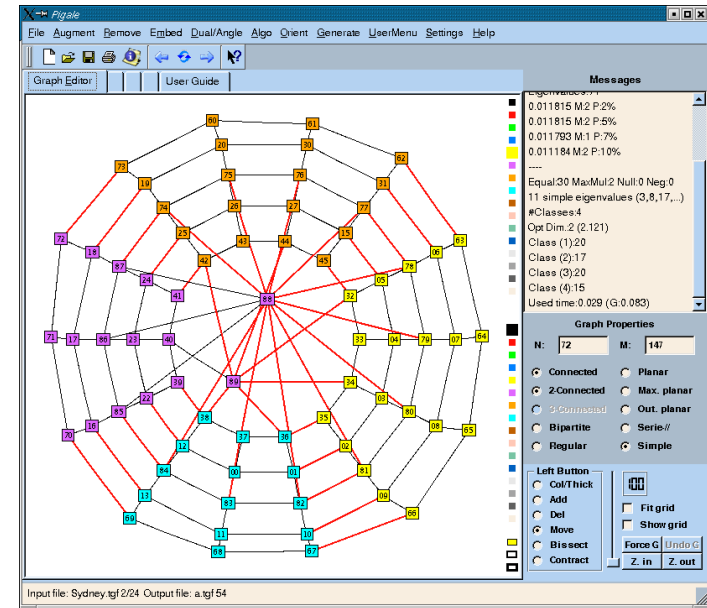 Pigale
File Augment Remove Embed Dual/Angle Algo Orient Generate UserMenu Settings Help
Graph Editor User Guide
Messages
0.011815 M:2 P:2%
0.011815 M:2 P:5%
0.011793 M:1 P:7%
0.011184 M:2 P:10%
----
Equal:30 MaxMul:2 Null:0 Neg:0
11 simple eigenvalues (3,8,17,...)
#Classes:4
Opt Dim.:2 (2.121)
Class (1):20
Class (2):17
Class (3):20
Class (4):15
Used time:0.029 (G:0.083)
Graph Properties
N: 72 M: 147
Connected Planar
2-Connected Max. planar
3-Connected Out. planar
Bipartite Serie-//
Regular Simple
Left Button
Col/Thick
Add
Del
Move
Bissect
Contract
100
Fit grid
Show grid
Force G Undo G
Z. in Z. out
60 61
20 30 62
73 19 75 76 31
74 26 27 77
72 25 43 44 15 63
18 87 42 45 78 06
24 05
41 88 32
71 17 86 23 40 33 04 79 07 64
39 89 34
22 03
85 38 35 80
70 16 37 36 08 65
12 02
84 00 01 81
13 83 82 09
69 66
11 10
68 67
Input file: Sydney.tgf 2/24 Output file: a.tgf 54